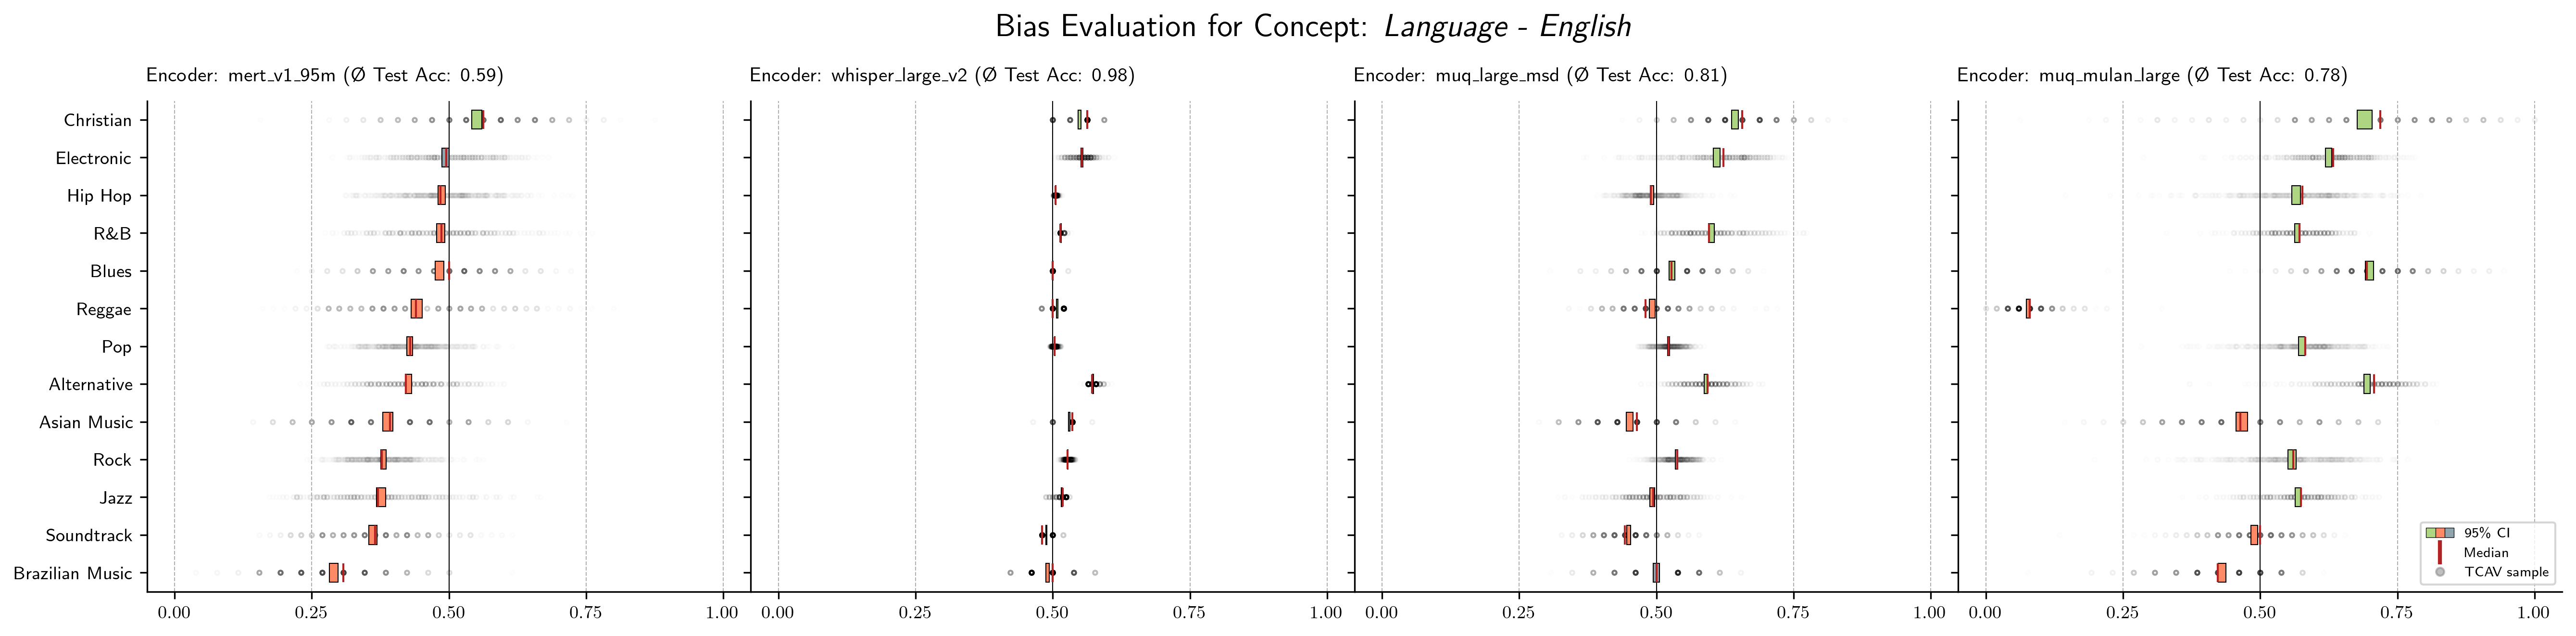 Bias Evaluation for Concept: Language - English
Encoder: mert_v1_95m (Ø Test Acc: 0.59)
Encoder: whisper_large_v2 (Ø Test Acc: 0.98)
Encoder: muq_large_msd (Ø Test Acc: 0.81)
Encoder: muq_mulan_large (Ø Test Acc: 0.78)
Christian
Electronic
Hip Hop
R&B
Blues
Reggae
Pop
Alternative
Asian Music
Rock
Jazz
Soundtrack
Brazilian Music
95% CI
Median
TCAV sample
0.00 0.25 0.50 0.75 1.00
0.00 0.25 0.50 0.75 1.00
0.00 0.25 0.50 0.75 1.00
0.00 0.25 0.50 0.75 1.00